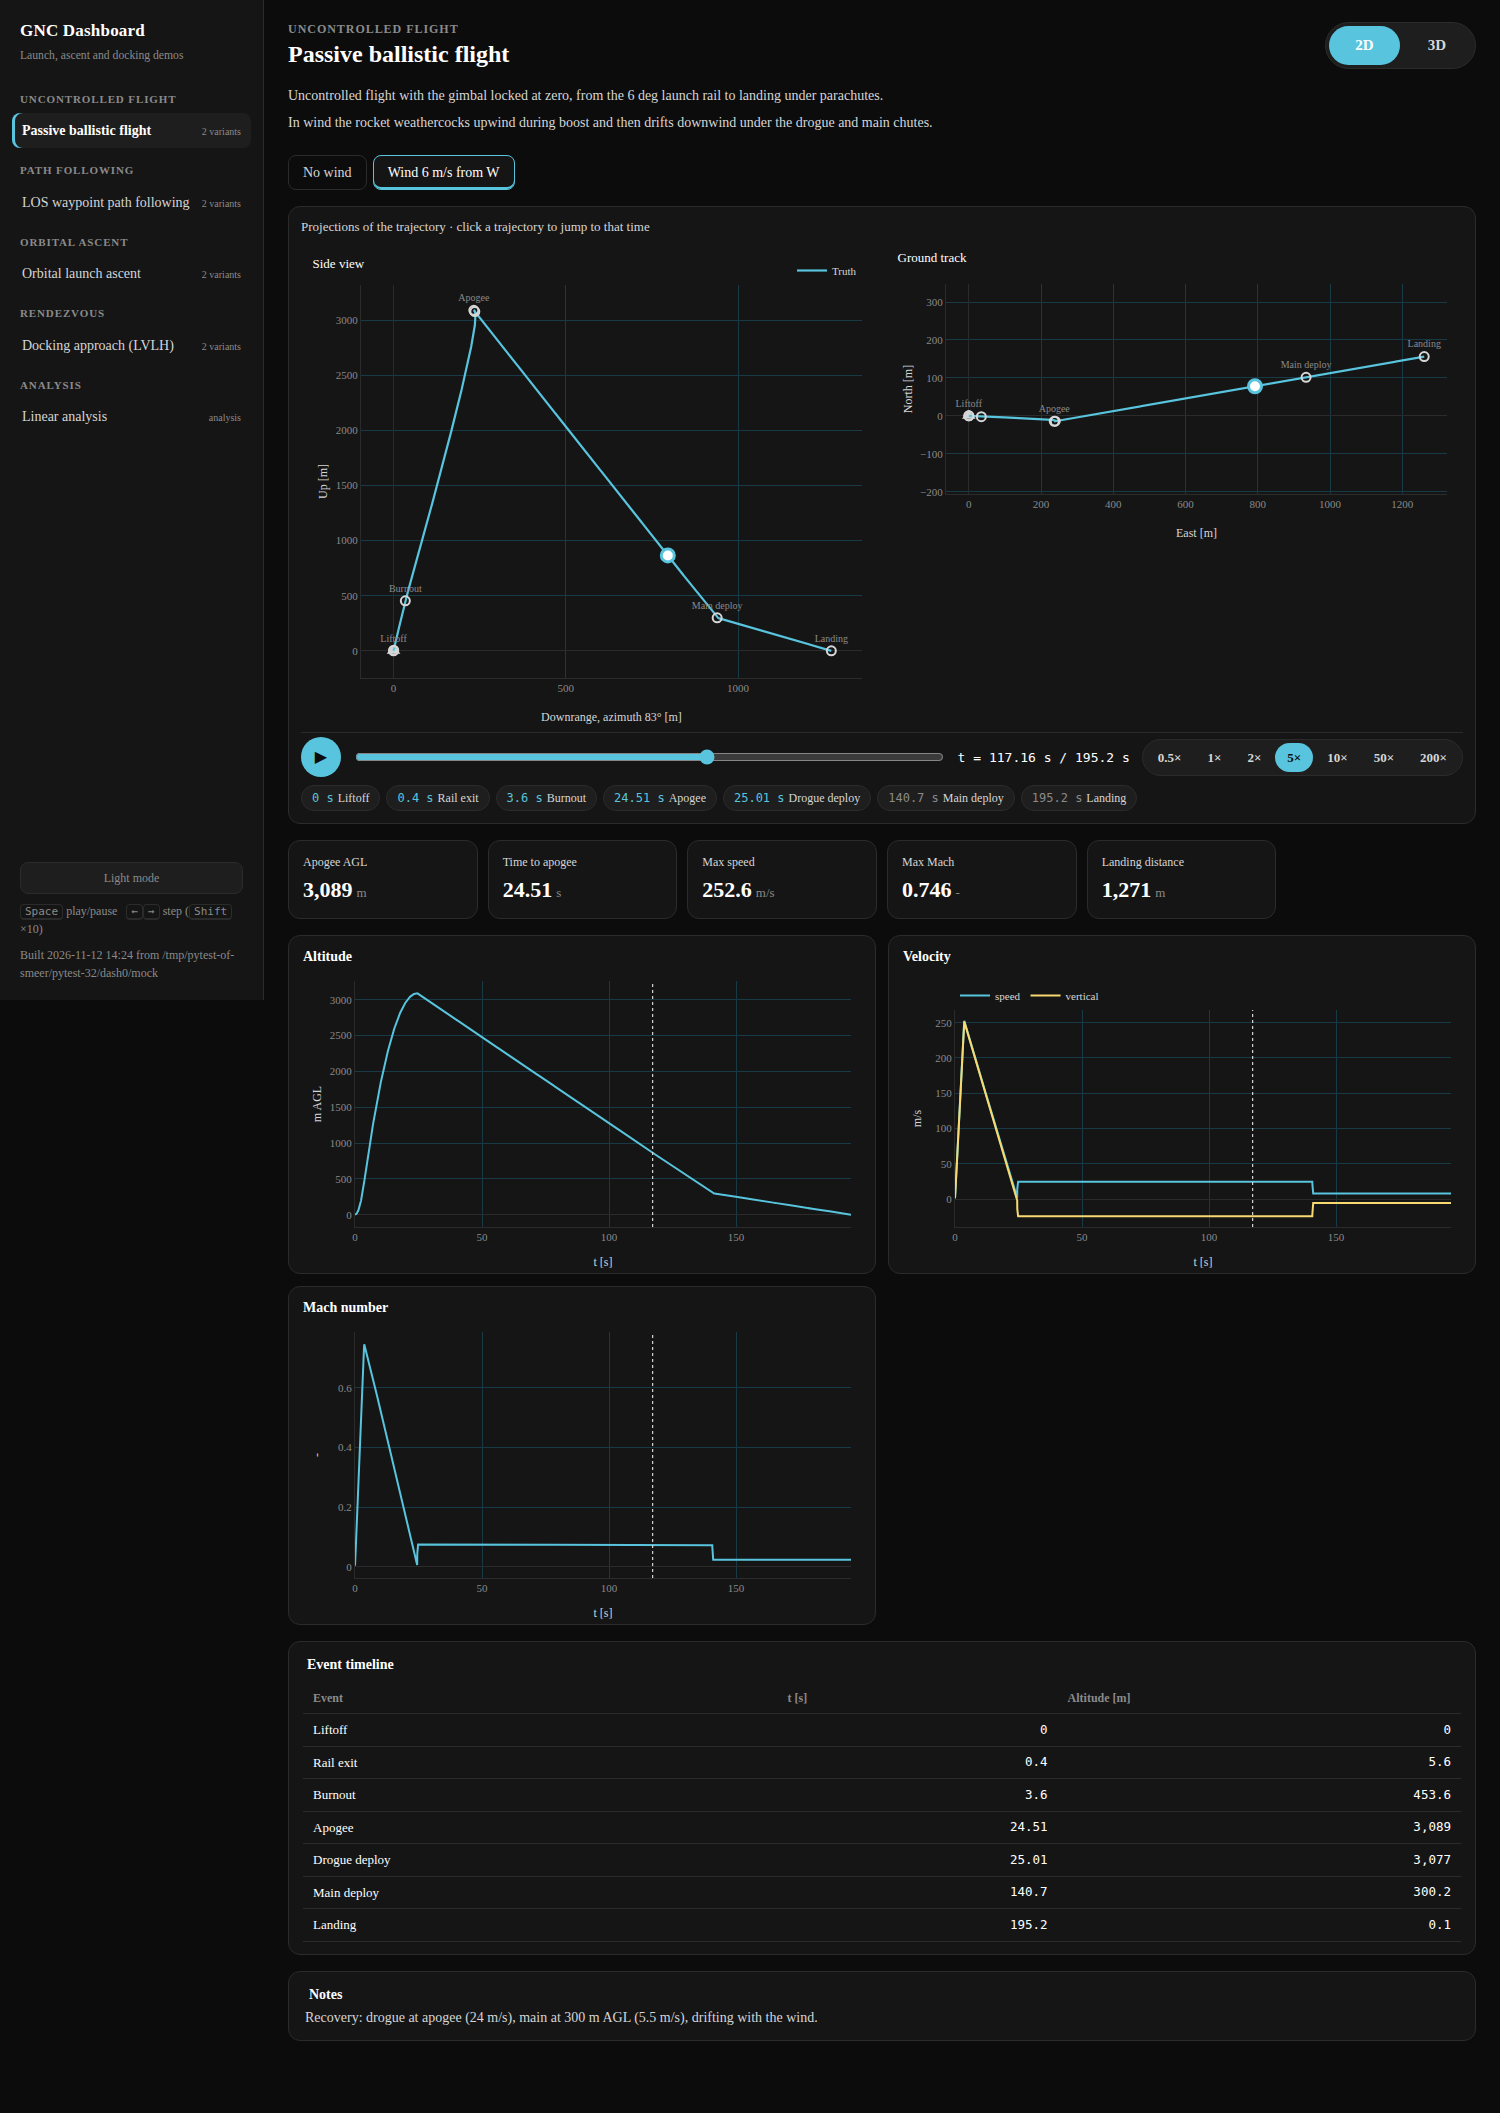 GNC Dashboard
Launch, ascent and docking demos
UNCONTROLLED FLIGHT
Passive ballistic flight 2 variants
PATH FOLLOWING
LOS waypoint path following 2 variants
ORBITAL ASCENT
Orbital launch ascent 2 variants
RENDEZVOUS
Docking approach (LVLH) 2 variants
ANALYSIS
Linear analysis analysis
Light mode
Space play/pause ← → step (Shift
×10)
Built 2026-11-12 14:24 from /tmp/pytest-of-
smeer/pytest-32/dash0/mock
UNCONTROLLED FLIGHT
Passive ballistic flight
2D 3D
Uncontrolled flight with the gimbal locked at zero, from the 6 deg launch rail to landing under parachutes.
In wind the rocket weathercocks upwind during boost and then drifts downwind under the drogue and main chutes.
No wind Wind 6 m/s from W
Projections of the trajectory · click a trajectory to jump to that time
Side view
Truth
Apogee
3000
2500
2000
1500
1000
500
0
Up [m]
Burnout
Liftoff
Main deploy
Landing
0 500 1000
Downrange, azimuth 83° [m]
Ground track
300
200
100
0
−100
−200
North [m]
Liftoff
Apogee
Main deploy
Landing
0 200 400 600 800 1000 1200
East [m]
▶ t = 117.16 s / 195.2 s 0.5× 1× 2× 5× 10× 50× 200×
0 s Liftoff 0.4 s Rail exit 3.6 s Burnout 24.51 s Apogee 25.01 s Drogue deploy 140.7 s Main deploy 195.2 s Landing
Apogee AGL
3,089 m
Time to apogee
24.51 s
Max speed
252.6 m/s
Max Mach
0.746 -
Landing distance
1,271 m
Altitude
3000
2500
2000
1500
1000
500
0
m AGL
0 50 100 150
t [s]
Velocity
speed vertical
250
200
150
100
50
0
m/s
0 50 100 150
t [s]
Mach number
0.6
0.4
0.2
0
-
0 50 100 150
t [s]
Event timeline
Event t [s] Altitude [m]
Liftoff 0 0
Rail exit 0.4 5.6
Burnout 3.6 453.6
Apogee 24.51 3,089
Drogue deploy 25.01 3,077
Main deploy 140.7 300.2
Landing 195.2 0.1
Notes
Recovery: drogue at apogee (24 m/s), main at 300 m AGL (5.5 m/s), drifting with the wind.